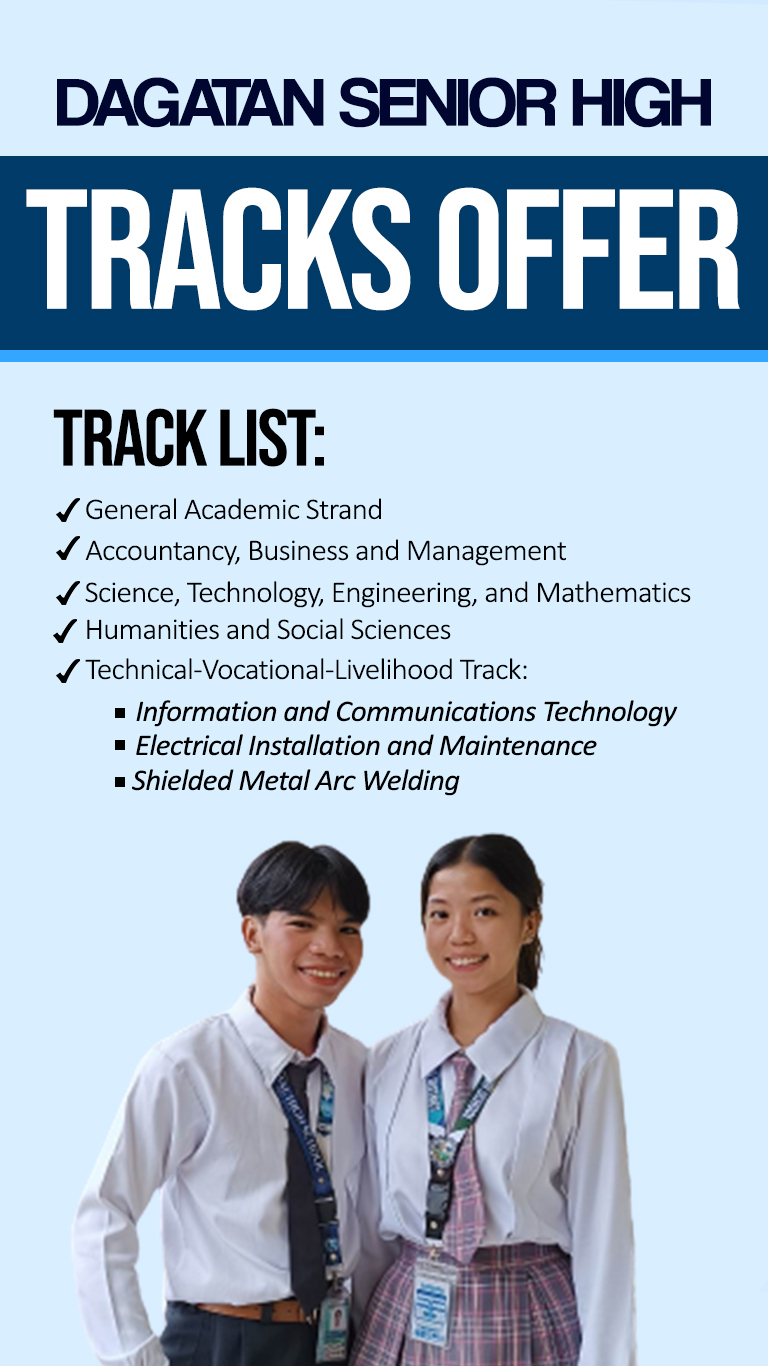 DAGATAN SENIOR HIGH
TRACKS OFFER
TRACK LIST:
✓ General Academic Strand
✓ Accountancy, Business and Management
✓ Science, Technology, Engineering, and Mathematics
✓ Humanities and Social Sciences
✓ Technical-Vocational-Livelihood Track:
▪ Information and Communications Technology
▪ Electrical Installation and Maintenance
▪ Shielded Metal Arc Welding